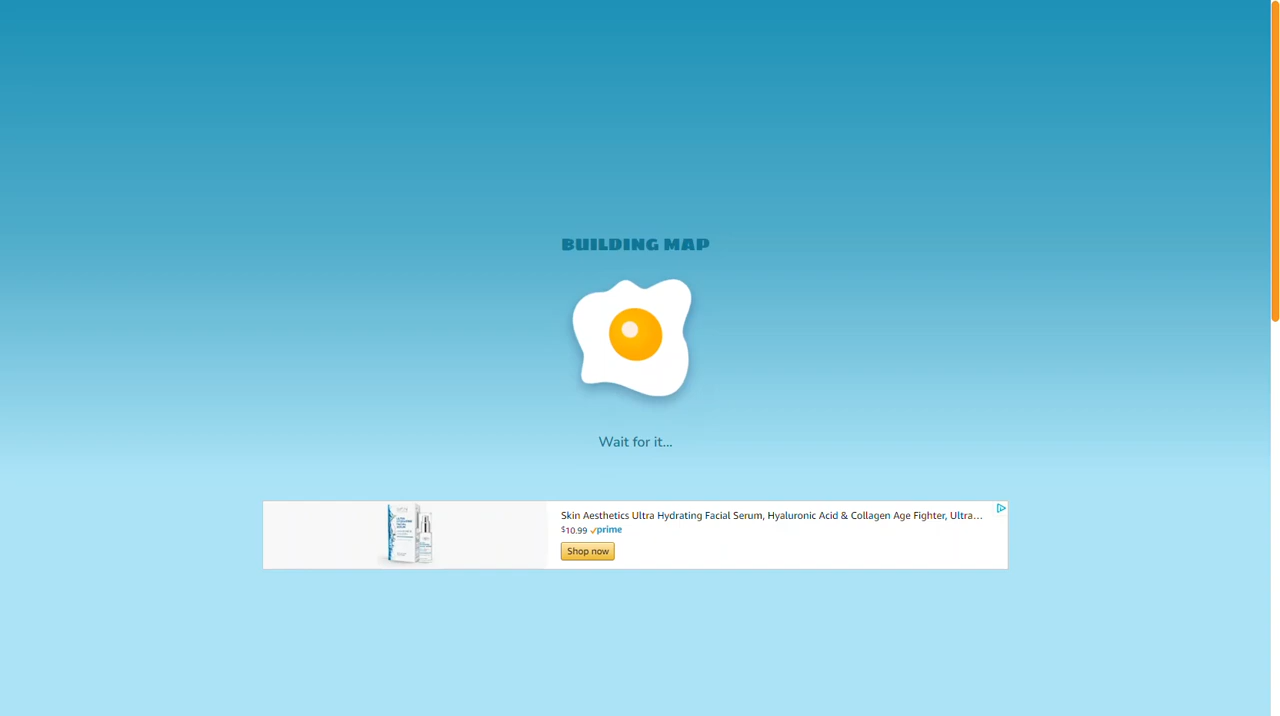 BUILDING MAP
Wait for it...
Skin Aesthetics Ultra Hydrating Facial Serum, Hyaluronic Acid & Collagen Age Fighter, Ultra...
$10.99 prime
Shop now